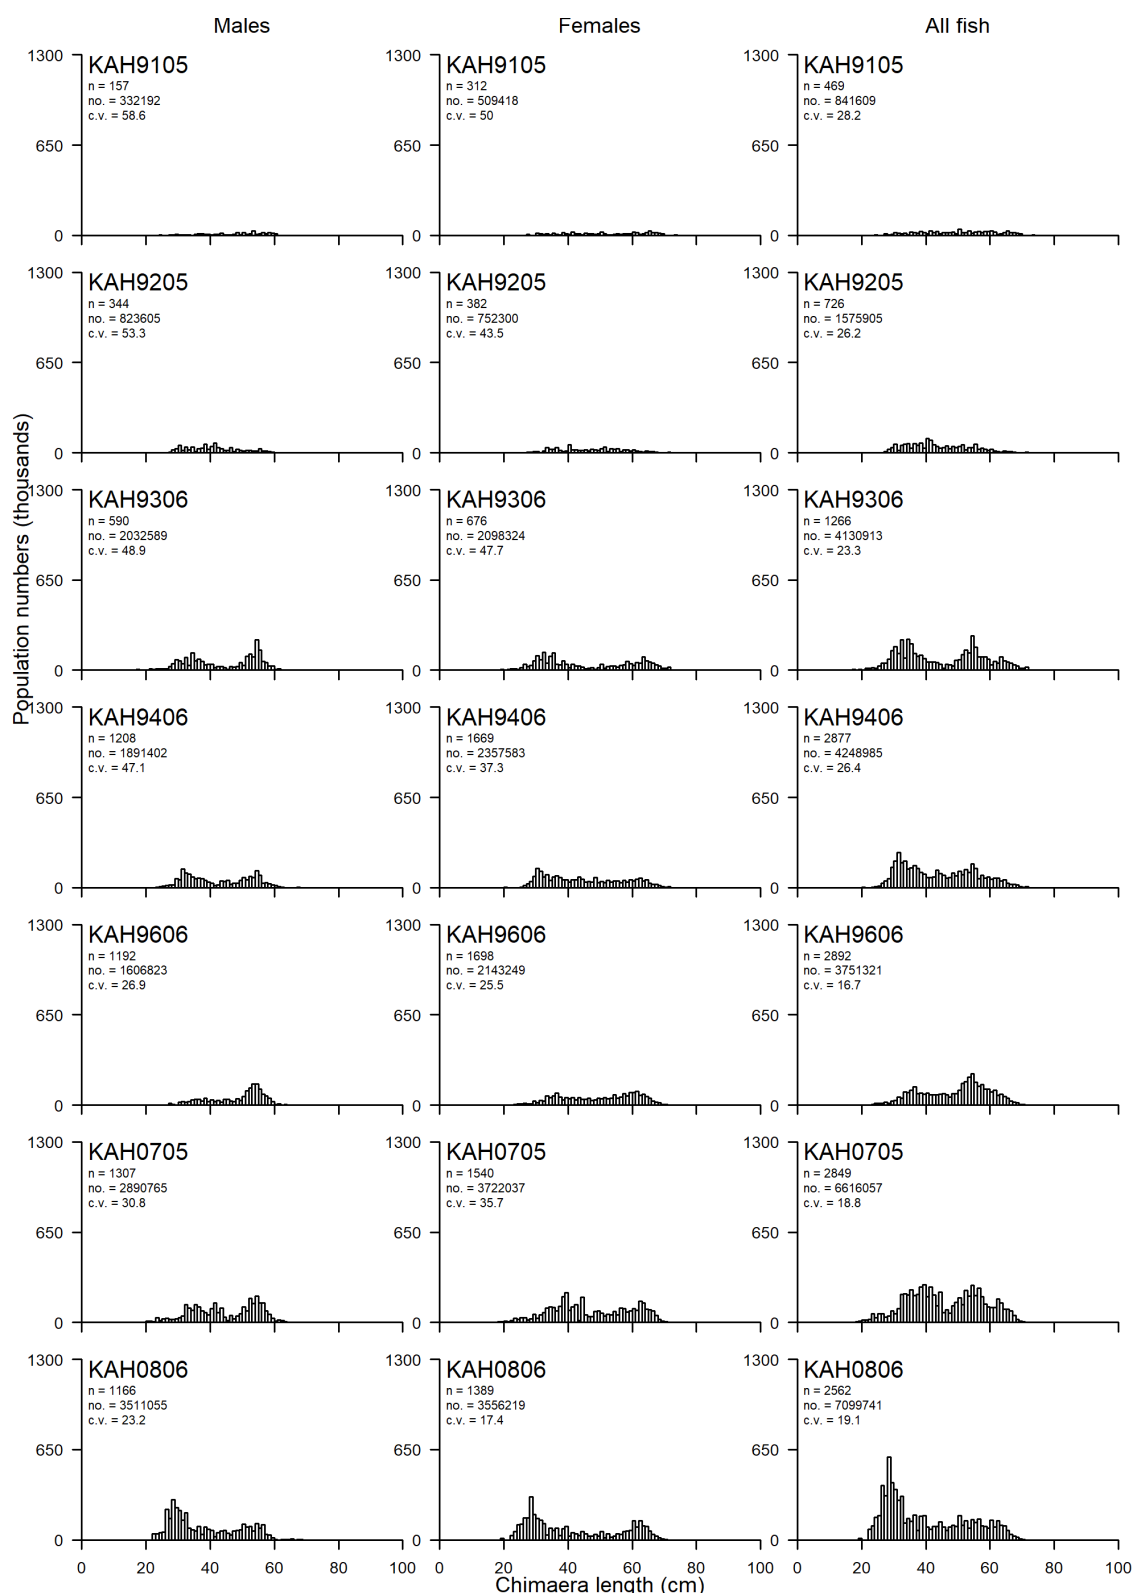 Males Females All fish
Population numbers (thousands)
1300 KAH9105 1300 KAH9105 1300 KAH9105
n = 157 n = 312 n = 469
no. = 332192 no. = 509418 no. = 841609
c.v. = 58.6 c.v. = 50 c.v. = 28.2
650 650 650
0 0 0
1300 KAH9205 1300 KAH9205 1300 KAH9205
n = 344 n = 382 n = 726
no. = 823605 no. = 752300 no. = 1575905
c.v. = 53.3 c.v. = 43.5 c.v. = 26.2
650 650 650
0 0 0
1300 KAH9306 1300 KAH9306 1300 KAH9306
n = 590 n = 676 n = 1266
no. = 2032589 no. = 2098324 no. = 4130913
c.v. = 48.9 c.v. = 47.7 c.v. = 23.3
650 650 650
0 0 0
1300 KAH9406 1300 KAH9406 1300 KAH9406
n = 1208 n = 1669 n = 2877
no. = 1891402 no. = 2357583 no. = 4248985
c.v. = 47.1 c.v. = 37.3 c.v. = 26.4
650 650 650
0 0 0
1300 KAH9606 1300 KAH9606 1300 KAH9606
n = 1192 n = 1698 n = 2892
no. = 1606823 no. = 2143249 no. = 3751321
c.v. = 26.9 c.v. = 25.5 c.v. = 16.7
650 650 650
0 0 0
1300 KAH0705 1300 KAH0705 1300 KAH0705
n = 1307 n = 1540 n = 2849
no. = 2890765 no. = 3722037 no. = 6616057
c.v. = 30.8 c.v. = 35.7 c.v. = 18.8
650 650 650
0 0 0
1300 KAH0806 1300 KAH0806 1300 KAH0806
n = 1166 n = 1389 n = 2562
no. = 3511055 no. = 3556219 no. = 7099741
c.v. = 23.2 c.v. = 17.4 c.v. = 19.1
650 650 650
0 0 0
0 20 40 60 80 100 0 20 40 60 80 100 0 20 40 60 80 100
Chimaera length (cm)